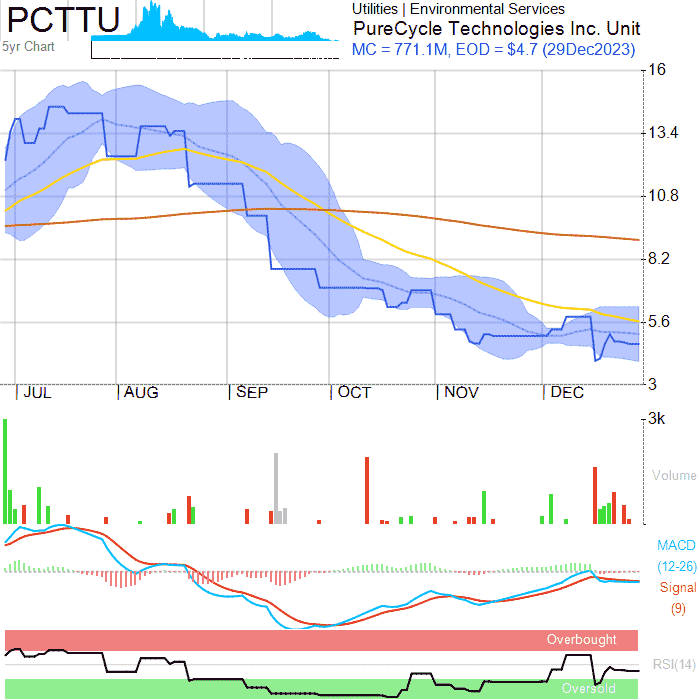 PCTTU
5yr Chart
Utilities | Environmental Services
PureCycle Technologies Inc. Unit
MC = 771.1M, EOD = $4.7 (29Dec2023)
16
13.4
10.8
8.2
5.6
3
JUL AUG SEP OCT NOV DEC
3k
Volume
MACD
(12-26)
Signal
(9)
Overbought
RSI(14)
Oversold